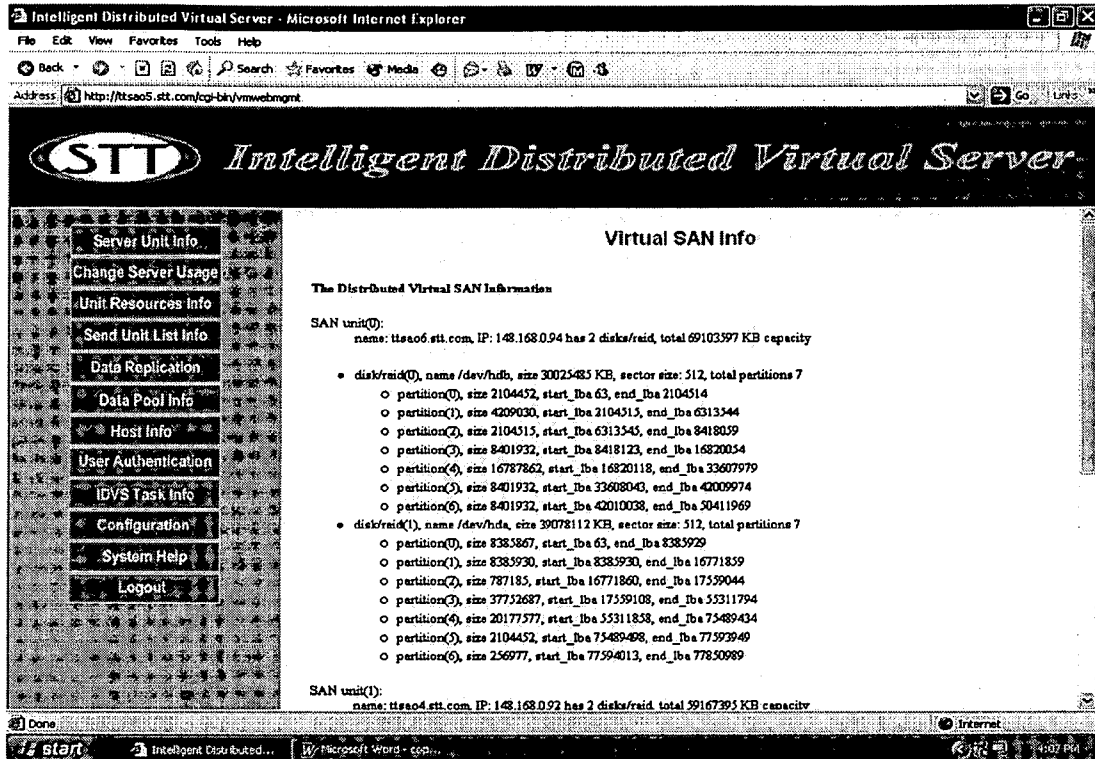 Intelligent Distributed Virtual Server - Microsoft Internet Explorer
File Edit View Favorites Tools Help
Back Search Favorites Media
Address http://ttsao5.stt.com/cgi-bin/vmwebmgmt Go Links
STT Intelligent Distributed Virtual Server
Server Unit Info
Change Server Usage
Unit Resources Info
Send Unit List Info
Data Replication
Data Pool Info
Host Info
User Authentication
IDVS Task Info
Configuration
System Help
Logout
Virtual SAN Info
The Distributed Virtual SAN Information
SAN unit(0):
name: ttsao6.stt.com, IP: 148.168.0.94 has 2 disks/raid, total 69103597 KB capacity
disk/reid(0), name /dev/hdb, size 30025485 KB, sector size: 512, total partitions 7
partition(0), size 2104452, start_lba 63, end_lba 2104514
partition(1), size 4209030, start_lba 2104515, end_lba 6313544
partition(2), size 2104515, start_lba 6313545, end_lba 8418059
partition(3), size 8401932, start_lba 8418123, end_lba 16820054
partition(4), size 16787862, start_lba 16820118, end_lba 33607979
partition(5), size 8401932, start_lba 33608043, end_lba 42009974
partition(6), size 8401932, start_lba 42010038, end_lba 50411969
disk/reid(1), name /dev/hda, size 39078112 KB, sector size: 512, total partitions 7
partition(0), size 8385867, start_lba 63, end_lba 8385929
partition(1), size 8385930, start_lba 8385930, end_lba 16771859
partition(2), size 787185, start_lba 16771860, end_lba 17559044
partition(3), size 37752687, start_lba 17559108, end_lba 55311794
partition(4), size 20177577, start_lba 55311858, end_lba 75489434
partition(5), size 2104452, start_lba 75489498, end_lba 77593949
partition(6), size 256977, start_lba 77594013, end_lba 77850989
SAN unit(1):
name: ttsao4.stt.com, IP: 148.168.0.92 has 2 disks/raid, total 59167395 KB capacity
Done Internet
start Intelligent Distributed... Microsoft Word - 4:07 PM